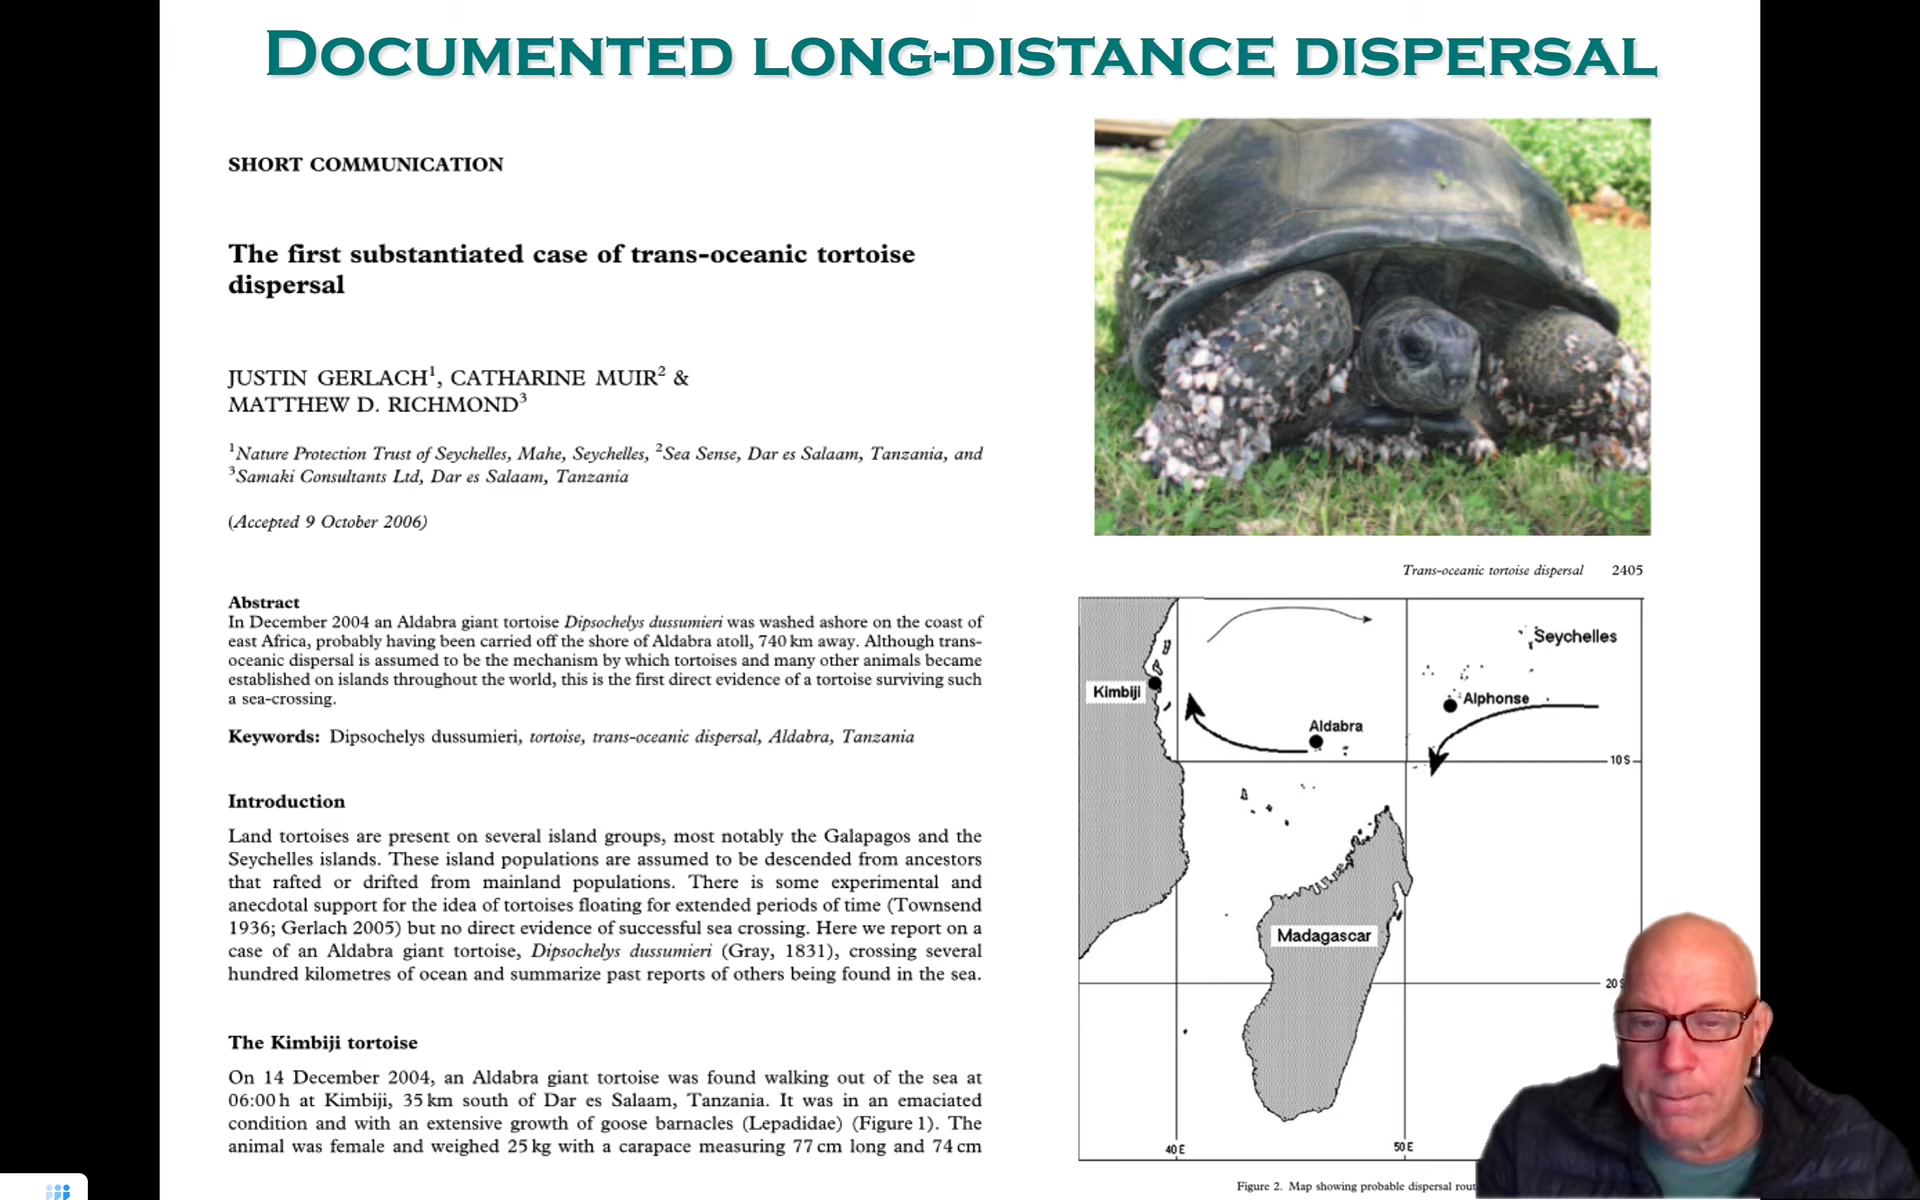 DOCUMENTED LONG-DISTANCE DISPERSAL
SHORT COMMUNICATION
The first substantiated case of trans-oceanic tortoise
dispersal
JUSTIN GERLACH1, CATHARINE MUIR2 &
MATTHEW D. RICHMOND3
1Nature Protection Trust of Seychelles, Mahe, Seychelles, 2Sea Sense, Dar es Salaam, Tanzania, and
3Samaki Consultants Ltd, Dar es Salaam, Tanzania
(Accepted 9 October 2006)
Abstract
In December 2004 an Aldabra giant tortoise Dipsochelys dussumieri was washed ashore on the coast of
east Africa, probably having been carried off the shore of Aldabra atoll, 740 km away. Although trans-
oceanic dispersal is assumed to be the mechanism by which tortoises and many other animals became
established on islands throughout the world, this is the first direct evidence of a tortoise surviving such
a sea-crossing.
Keywords: Dipsochelys dussumieri, tortoise, trans-oceanic dispersal, Aldabra, Tanzania
Introduction
Land tortoises are present on several island groups, most notably the Galapagos and the
Seychelles islands. These island populations are assumed to be descended from ancestors
that rafted or drifted from mainland populations. There is some experimental and
anecdotal support for the idea of tortoises floating for extended periods of time (Townsend
1936; Gerlach 2005) but no direct evidence of successful sea crossing. Here we report on a
case of an Aldabra giant tortoise, Dipsochelys dussumieri (Gray, 1831), crossing several
hundred kilometres of ocean and summarize past reports of others being found in the sea.
The Kimbiji tortoise
On 14 December 2004, an Aldabra giant tortoise was found walking out of the sea at
06:00 h at Kimbiji, 35 km south of Dar es Salaam, Tanzania. It was in an emaciated
condition and with an extensive growth of goose barnacles (Lepadidae) (Figure 1). The
animal was female and weighed 25 kg with a carapace measuring 77 cm long and 74 cm
Trans-oceanic tortoise dispersal 2405
Seychelles
Kimbiji
Alphonse
Aldabra
10 S
Madagascar
20 S
40 E
50 E
Figure 2. Map showing probable dispersal